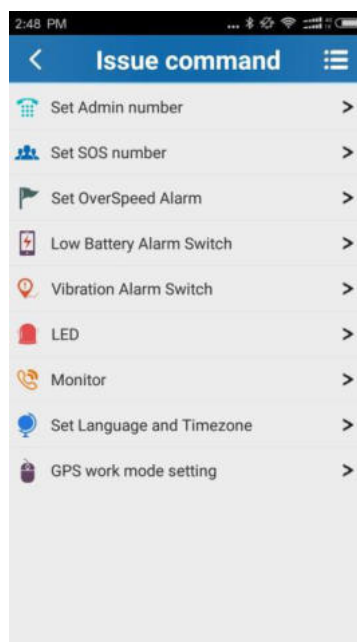 2:48 PM
Issue command
Set Admin number
Set SOS number
Set OverSpeed Alarm
Low Battery Alarm Switch
Vibration Alarm Switch
LED
Monitor
Set Language and Timezone
GPS work mode setting